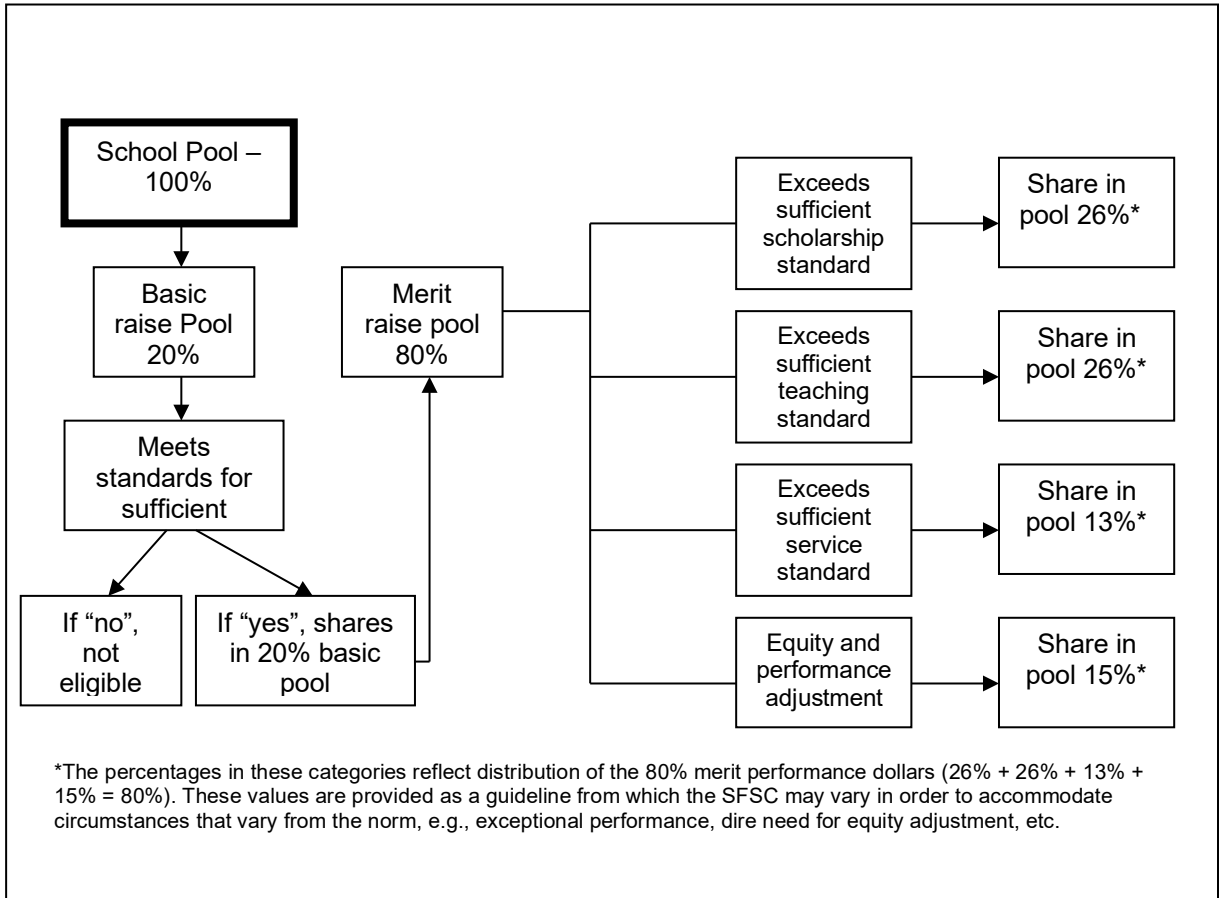 School Pool –
100%
Basic
raise Pool
20%
Meets
standards for
sufficient
If “no”,
not
eligible
If “yes”, shares
in 20% basic
pool
Merit
raise pool
80%
Exceeds
sufficient
scholarship
standard
Share in
pool 26%*
Exceeds
sufficient
teaching
standard
Share in
pool 26%*
Exceeds
sufficient
service
standard
Share in
pool 13%*
Equity and
performance
adjustment
Share in
pool 15%*
*The percentages in these categories reflect distribution of the 80% merit performance dollars (26% + 26% + 13% +
15% = 80%). These values are provided as a guideline from which the SFSC may vary in order to accommodate
circumstances that vary from the norm, e.g., exceptional performance, dire need for equity adjustment, etc.